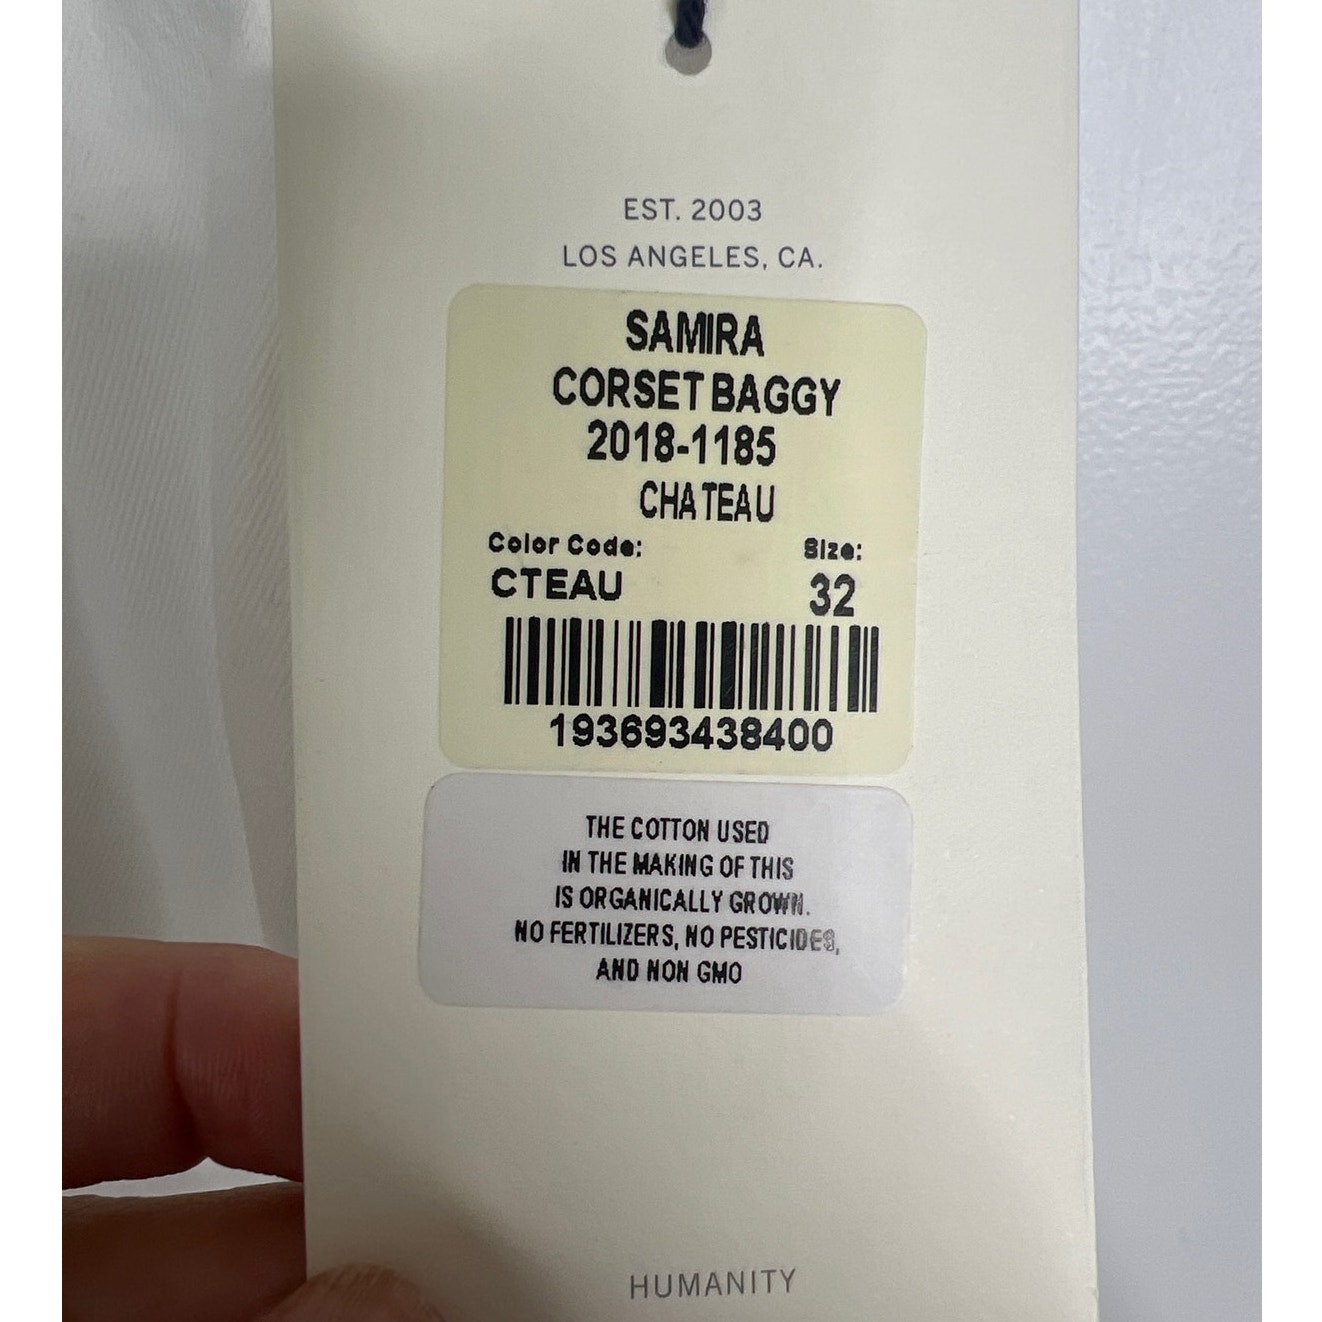 EST. 2003
LOS ANGELES, CA.
SAMIRA
CORSET BAGGY
2018-1185
CHATEAU
Color Code: Size:
CTEAU 32
193693438400
THE COTTON USED
IN THE MAKING OF THIS
IS ORGANICALLY GROWN.
NO FERTILIZERS, NO PESTICIDES,
AND NON GMO
HUMANITY